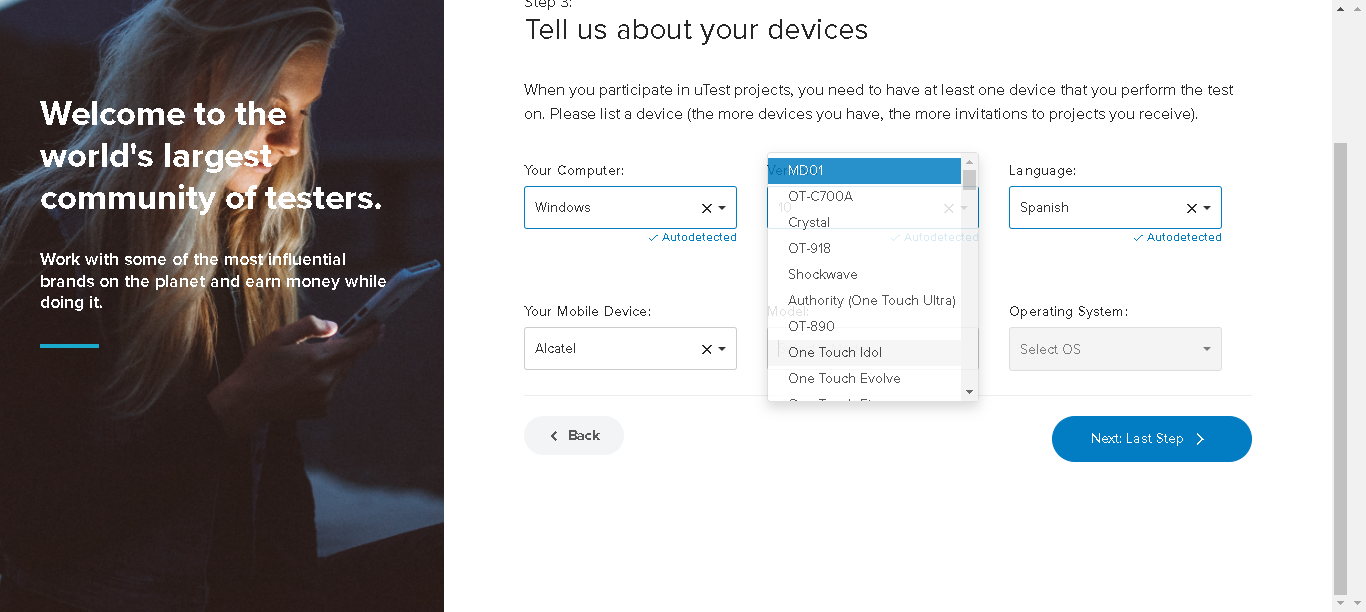 Welcome to the
world's largest
community of testers.
Work with some of the most influential
brands on the planet and earn money while
doing it.
Step 3:
Tell us about your devices
When you participate in uTest projects, you need to have at least one device that you perform the test
on. Please list a device (the more devices you have, the more invitations to projects you receive).
Your Computer:
Windows
Autodetected
10
Autodetected
Language:
Spanish
Autodetected
Your Mobile Device:
Alcatel
Model:
MD01
OT-C700A
Crystal
OT-918
Shockwave
Authority (One Touch Ultra)
OT-890
One Touch Idol
One Touch Evolve
Operating System:
Select OS
Back
Next: Last Step